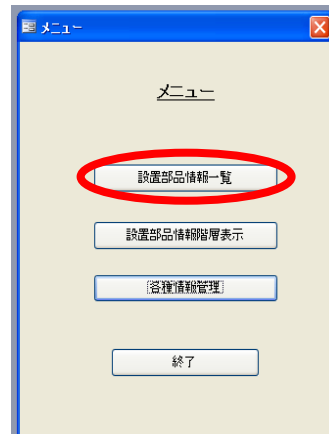 メニュー
メニュー
設置部品情報一覧
設置部品情報階層表示
各種情報管理
終了